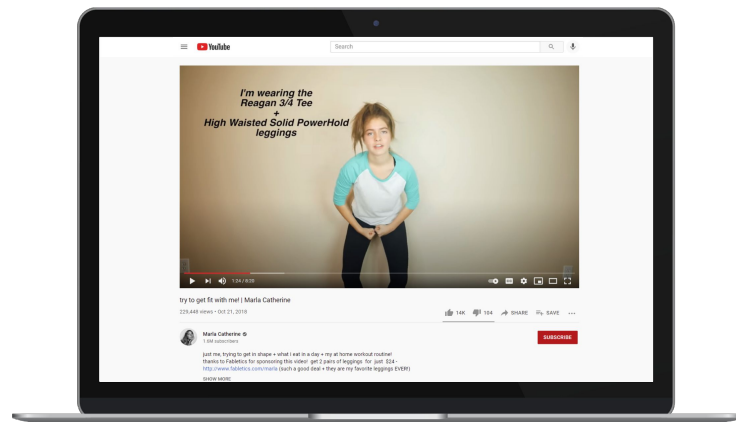 YouTube
Search
I'm wearing the
Reagan 3/4 Tee
+
High Waisted Solid PowerHold
leggings
1:24 / 8:20
try to get fit with me! | Marla Catherine
229,448 views • Oct 21, 2018
14K 104 SHARE SAVE
Marla Catherine
1.6M subscribers
SUBSCRIBE
just me, trying to get in shape + what I eat in a day + my at home workout routine!
thanks to Fabletics for sponsoring this video! get 2 pairs of leggings for just $24 -
http://www.fabletics.com/marla (such a good deal + they are my favorite leggings EVER!)
SHOW MORE